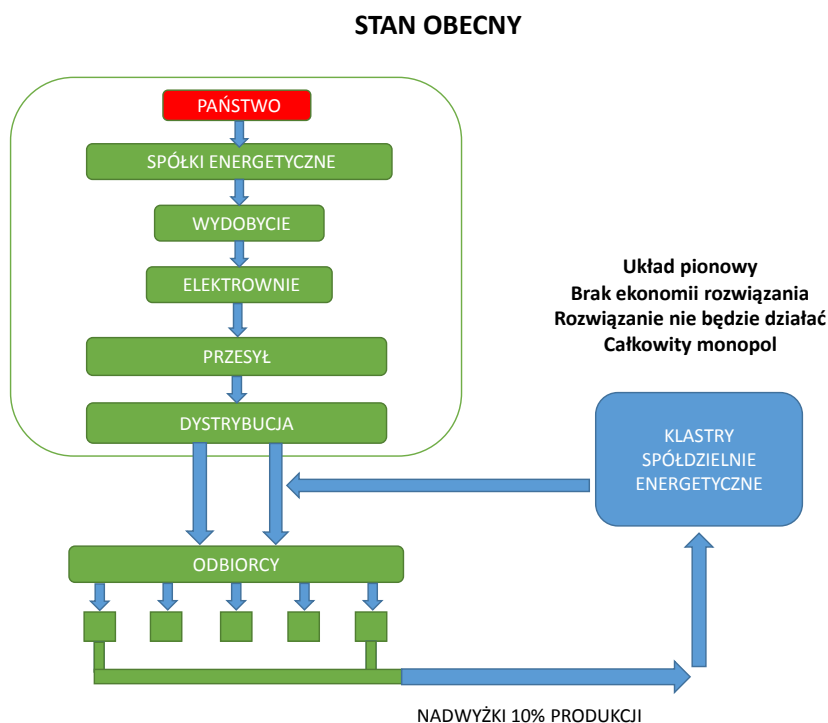 STAN OBECNY
PAŃSTWO
SPÓŁKI ENERGETYCZNE
WYDOBYCIE
ELEKTROWNIE
PRZESYŁ
DYSTRYBUCJA
Układ pionowy
Brak ekonomii rozwiązania
Rozwiązanie nie będzie działać
Całkowity monopol
KLASTRY
SPÓŁDZIELNIE
ENERGETYCZNE
ODBIORCY
NADWYŻKI 10% PRODUKCJI